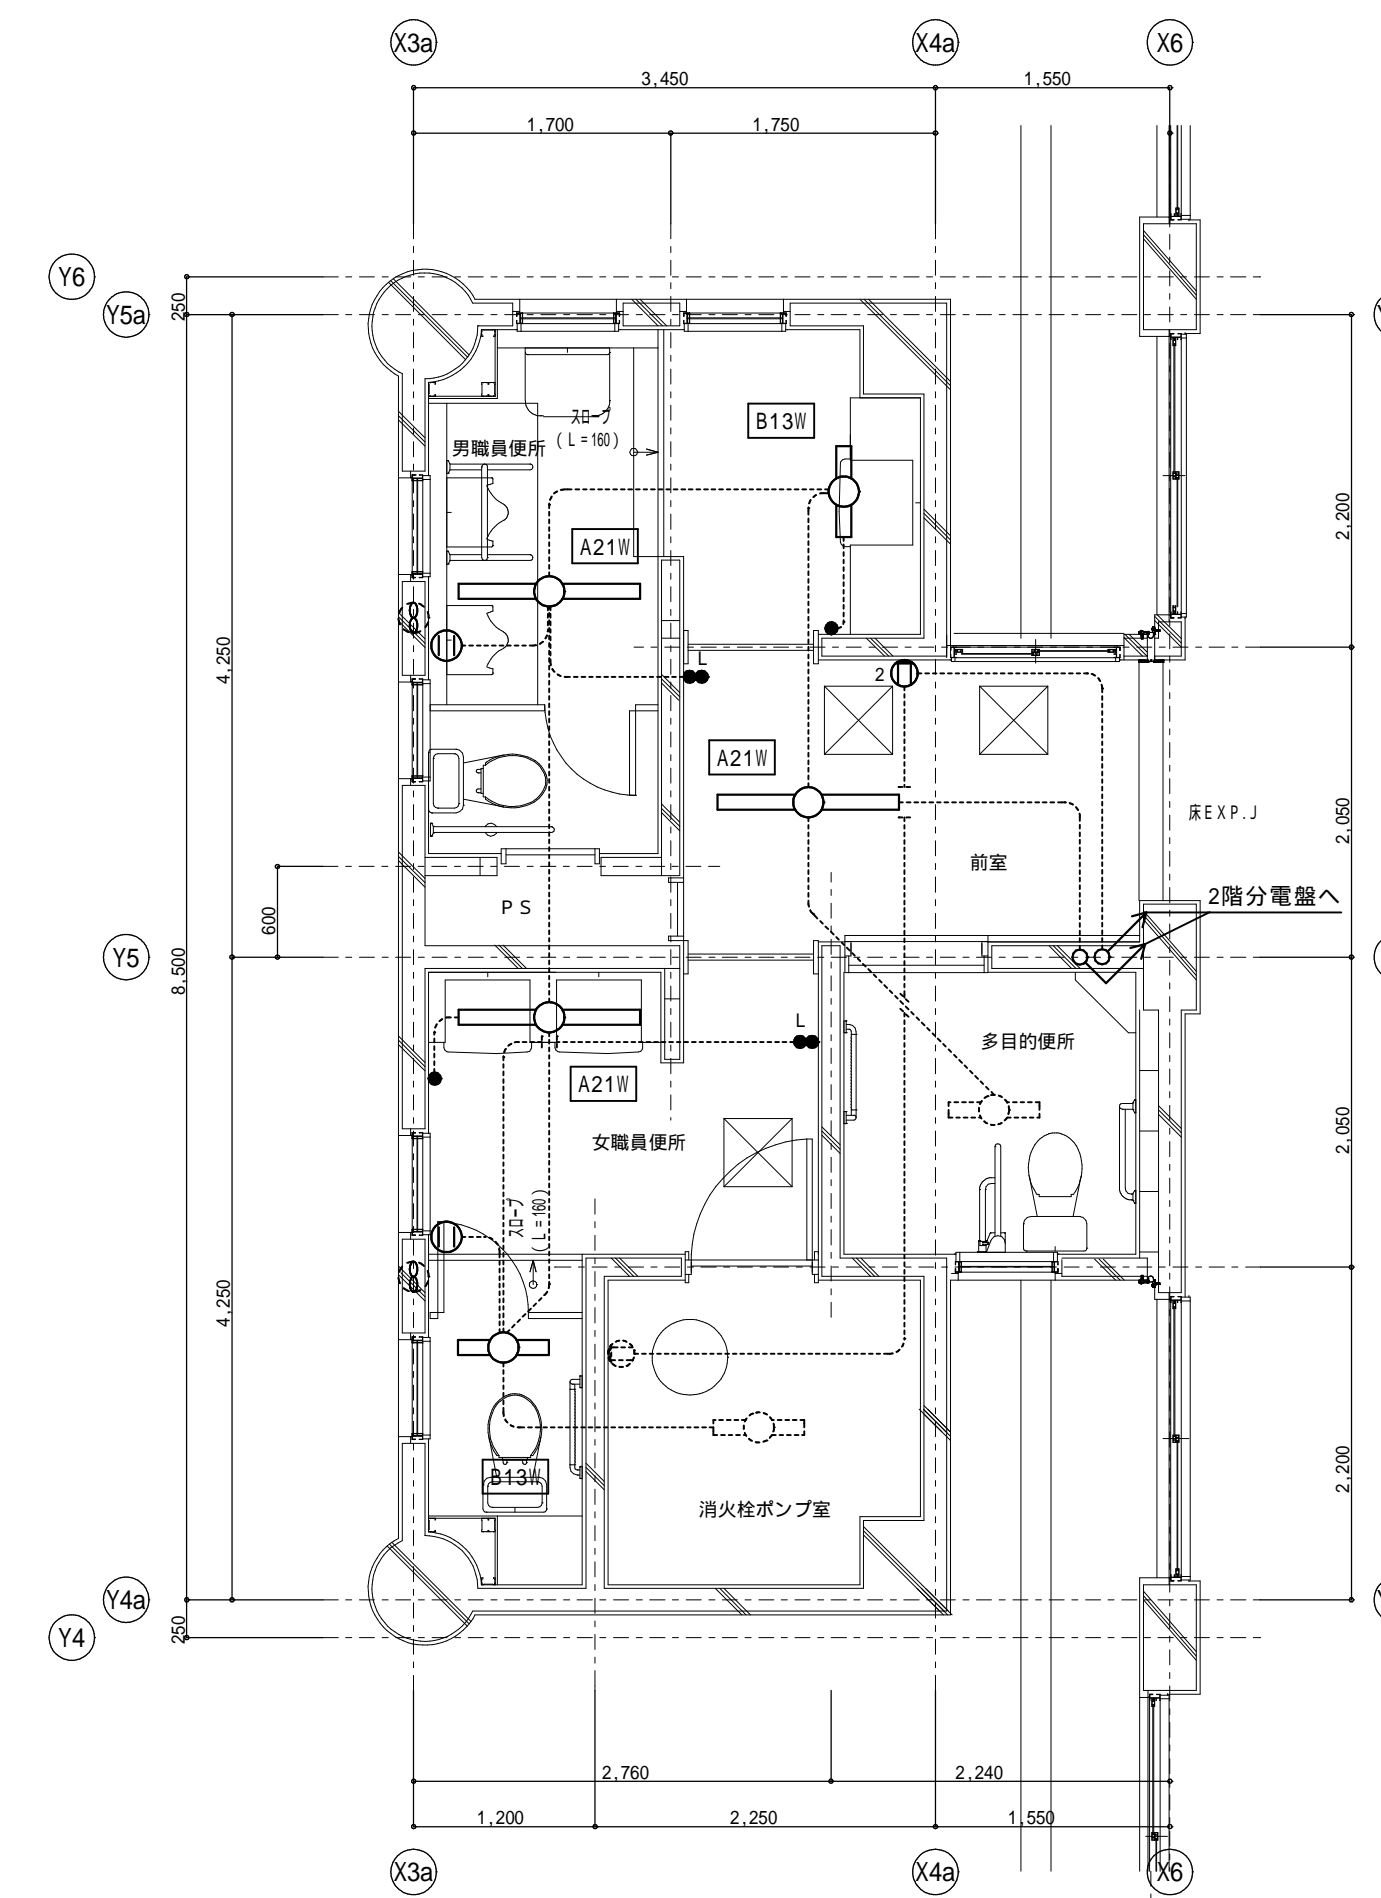 X3a
X4a
X6
3,450
1,550
1,700
1,750
Y6
Y5a
250
B13W
スロープ
(L=160)
男職員便所
A21W
2,200
4,250
L
2
A21W
床EXP.J
2,050
前室
2階分電盤へ
PS
600
Y5
8,500
L
多目的便所
A21W
2,050
女職員便所
スロープ
(L=160)
4,250
B13W
2,200
消火栓ポンプ室
Y4a
250
Y4
2,760
2,240
1,200
2,250
1,550
X3a
X4a
X6